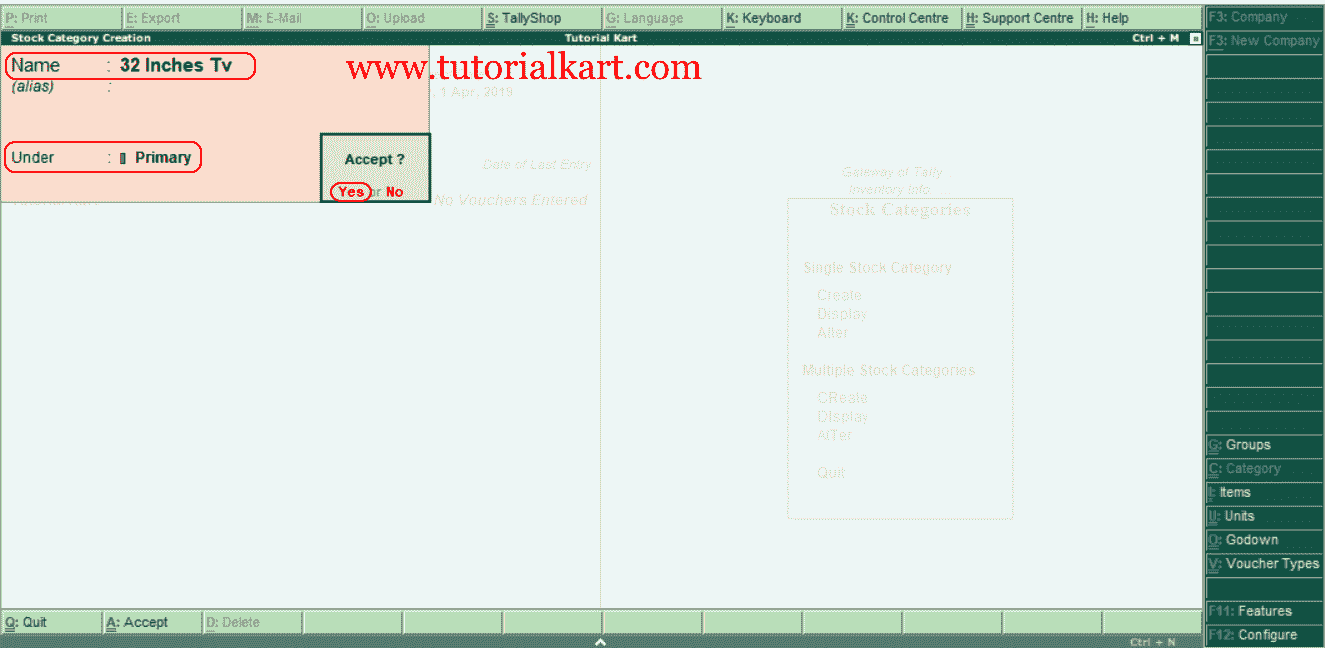 P: Print E: Export M: E-Mail O: Upload S: TallyShop G: Language K: Keyboard K: Control Centre H: Support Centre H: Help F3: Company
Stock Category Creation Tutorial Kart Ctrl + M
F3: New Company
Name : 32 Inches Tv
www.tutorialkart.com
(alias) :
, 1 Apr, 2019
Under : Primary
Accept ?
Yes or No
Date of Last Entry
No Vouchers Entered
Tutorial Kart
Gateway of Tally
Inventory Info.
Stock Categories
Single Stock Category
Create
Display
Alter
Multiple Stock Categories
CReate
DIsplay
AlTer
Quit
G: Groups
C: Category
I: Items
U: Units
O: Godown
V: Voucher Types
F11: Features
F12: Configure
Q: Quit A: Accept D: Delete
Ctrl + N